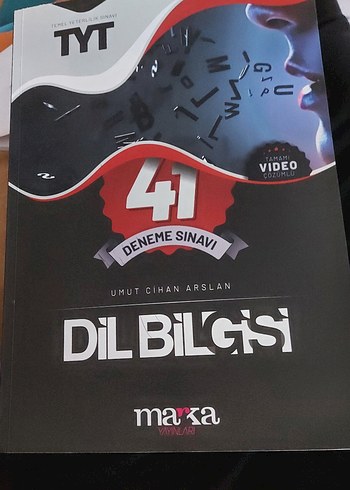 TEMEL YETERLİLİK SINAVI
TYT
TAMAMI
VIDEO
ÇÖZÜMLÜ
41
DENEME SINAVI
UMUT CİHAN ARSLAN
DİL BİLGİSİ
marka
YAYINLARI